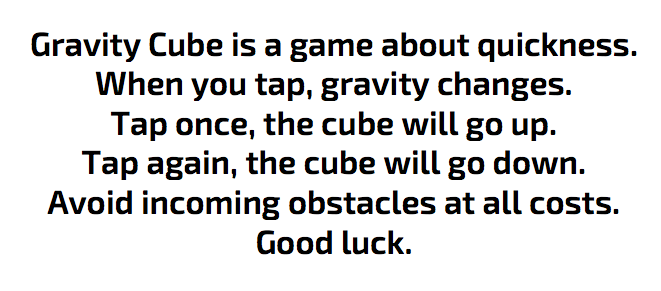 Gravity Cube is a game about quickness.
When you tap, gravity changes.
Tap once, the cube will go up.
Tap again, the cube will go down.
Avoid incoming obstacles at all costs.
Good luck.